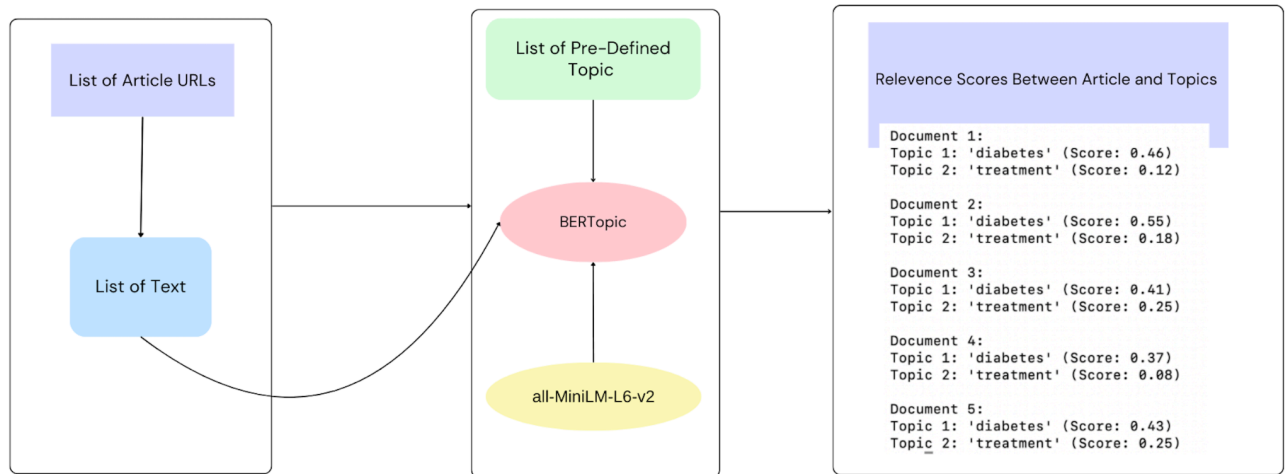 List of Article URLs
List of Text
List of Pre-Defined
Topic
BERTopic
all-MiniLM-L6-v2
Relevence Scores Between Article and Topics
Document 1:
Topic 1: 'diabetes' (Score: 0.46)
Topic 2: 'treatment' (Score: 0.12)
Document 2:
Topic 1: 'diabetes' (Score: 0.55)
Topic 2: 'treatment' (Score: 0.18)
Document 3:
Topic 1: 'diabetes' (Score: 0.41)
Topic 2: 'treatment' (Score: 0.25)
Document 4:
Topic 1: 'diabetes' (Score: 0.37)
Topic 2: 'treatment' (Score: 0.08)
Document 5:
Topic 1: 'diabetes' (Score: 0.43)
Topic 2: 'treatment' (Score: 0.25)